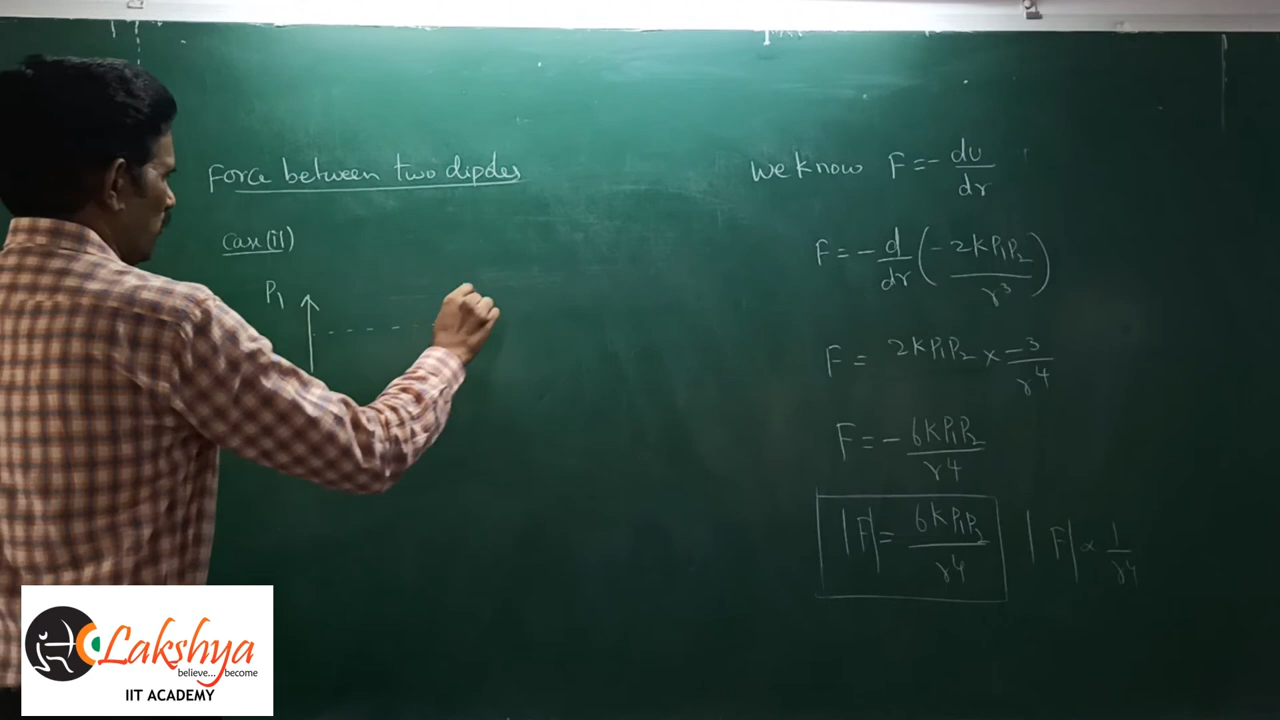 Force between two dipoles
Case (ii)
P₁
We know F = - dU/dr
F = - d/dr (- 2KP₁P₂/r³)
F = 2KP₁P₂ × -3/r⁴
F = - 6KP₁P₂/r⁴
|F| = 6KP₁P₂/r⁴
|F| ∝ 1/r⁴
Lakshya
believe... become
IIT ACADEMY